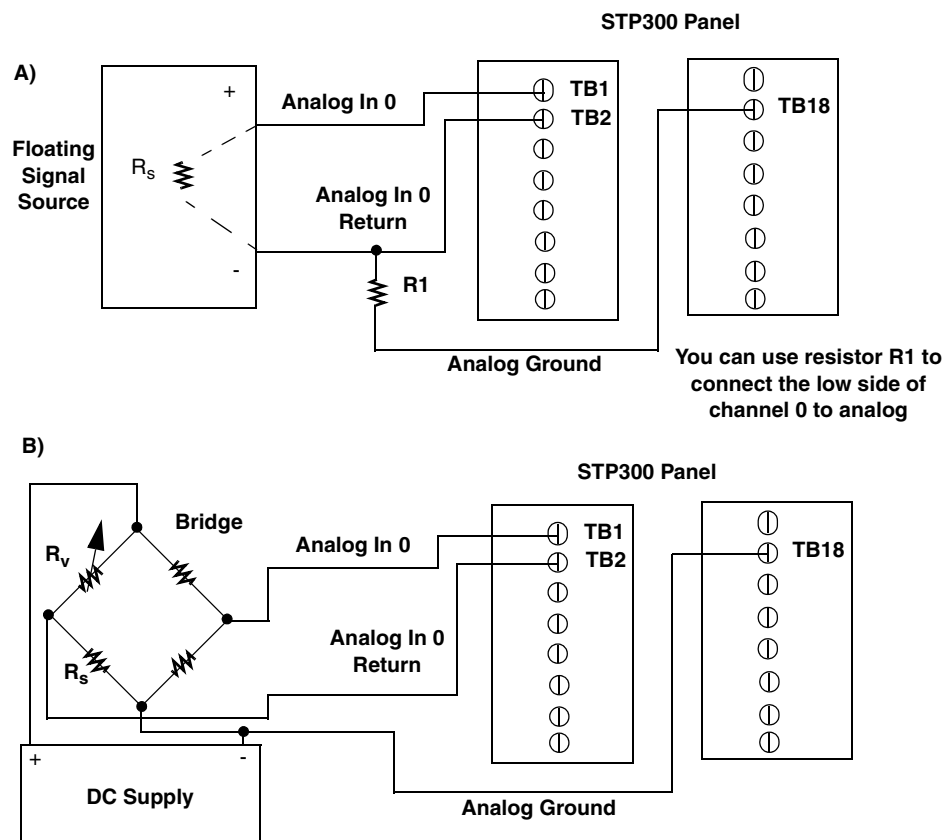 STP300 Panel
A)
+
Analog In 0
TB1
TB2
TB18
Floating
Signal
Source
Rs
Analog In 0
Return
-
R1
Analog Ground
You can use resistor R1 to
connect the low side of
channel 0 to analog
B)
STP300 Panel
Bridge
Rv
Analog In 0
TB1
TB2
TB18
Analog In 0
Return
Rs
+
-
DC Supply
Analog Ground